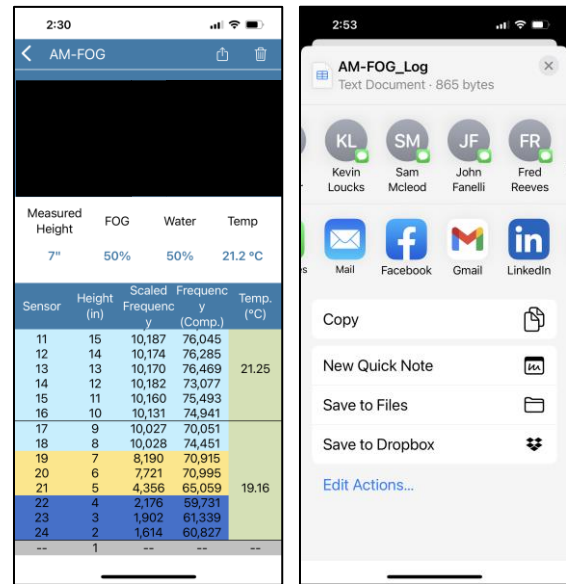 2:30
AM-FOG
Measured Height FOG Water Temp
7" 50% 50% 21.2 ºC
Sensor Height (in) Scaled Frequency Frequency (Comp.) Temp. (°C)
11 15 10,187 76,045
12 14 10,174 76,285
13 13 10,170 76,469 21.25
14 12 10,182 73,077
15 11 10,160 75,493
16 10 10,131 74,941
17 9 10,027 70,051
18 8 10,028 74,451
19 7 8,190 70,915
20 6 7,721 70,995
21 5 4,356 65,059 19.16
22 4 2,176 59,731
23 3 1,902 61,339
24 2 1,614 60,827
-- 1 -- -- --
2:53
AM-FOG_Log
Text Document · 865 bytes
KL SM JF FR
Kevin Loucks Sam Mcleod John Fanelli Fred Reeves
es Mail Facebook Gmail LinkedIn
Copy
New Quick Note
Save to Files
Save to Dropbox
Edit Actions...